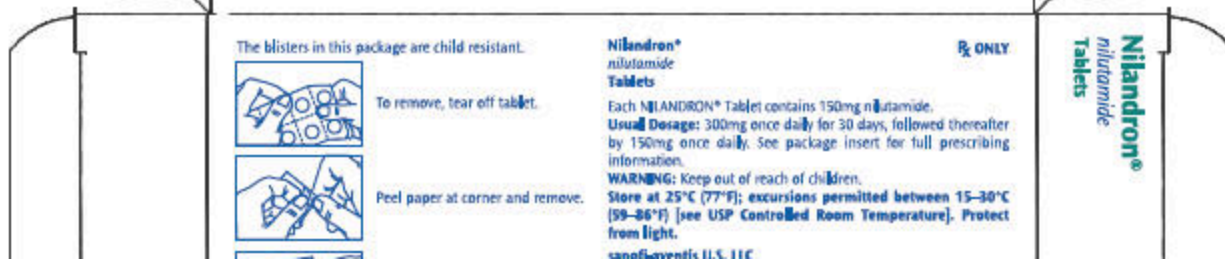 The blisters in this package are child resistant.
To remove, tear off tablet.
Peel paper at corner and remove.
Nilandron®
nilutamide
Tablets
℞ ONLY
Each NILANDRON® Tablet contains 150mg nilutamide.
Usual Dosage: 300mg once daily for 30 days, followed thereafter
by 150mg once daily. See package insert for full prescribing
information.
WARNING: Keep out of reach of children.
Store at 25°C (77°F); excursions permitted between 15–30°C
(59–86°F) [see USP Controlled Room Temperature]. Protect
from light.
sanofi-aventis U.S. LLC
Nilandron®
nilutamide
Tablets